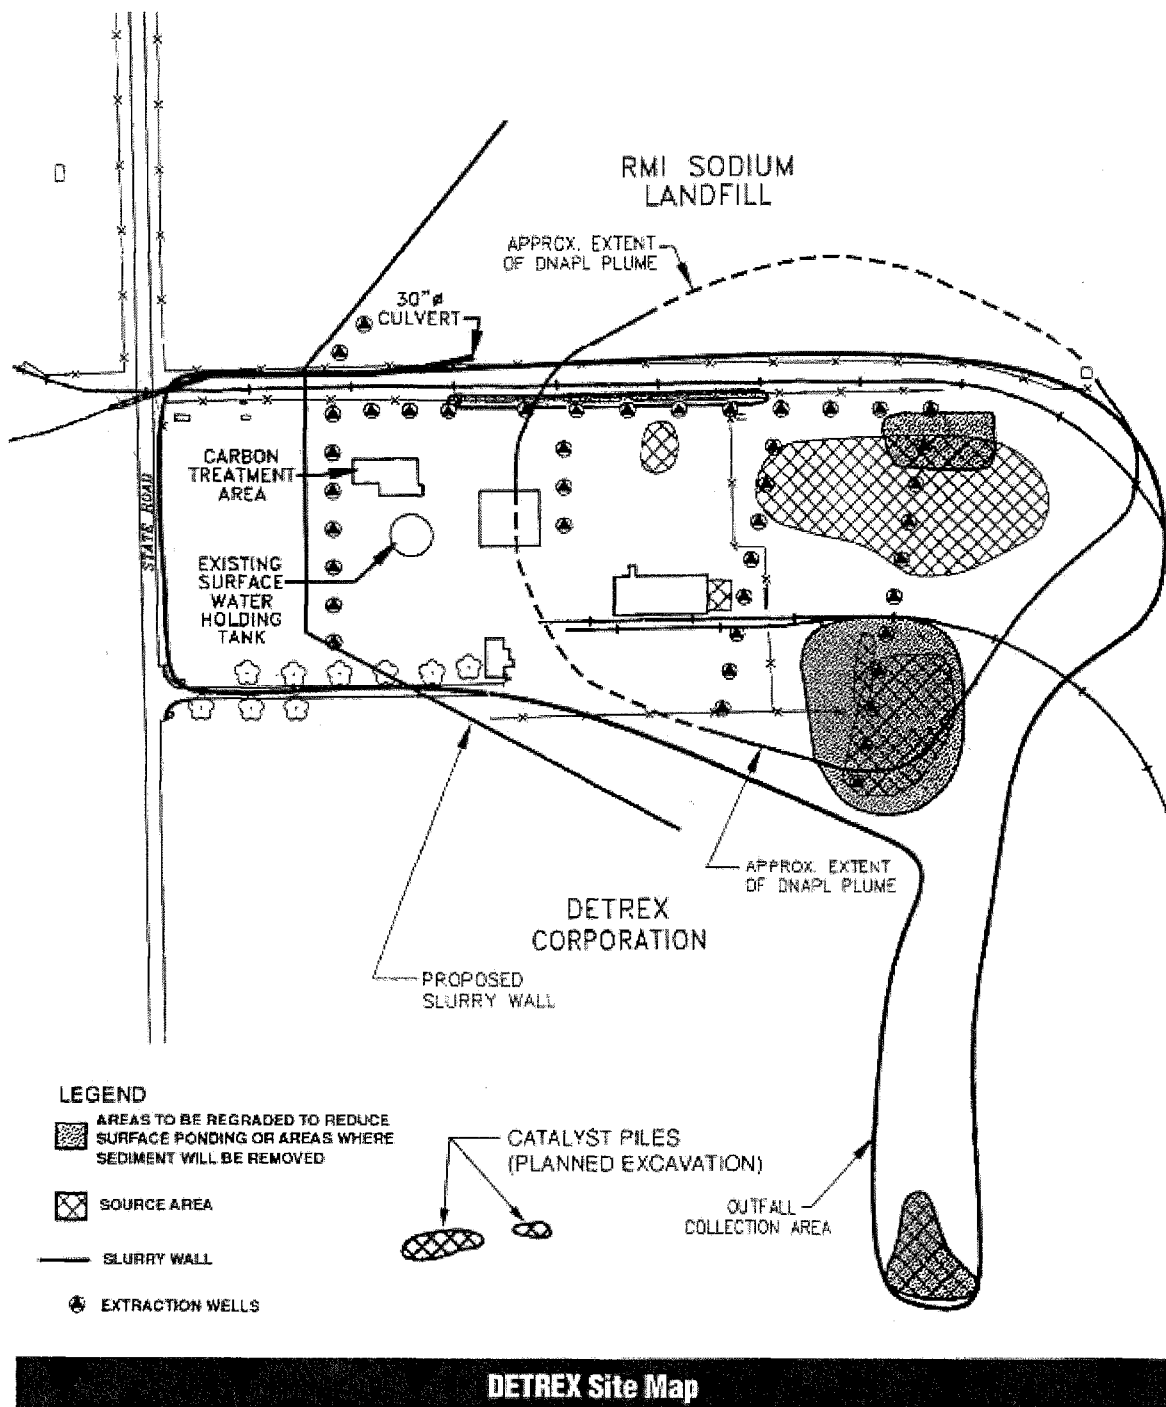 RMI SODIUM
LANDFILL
APPROX. EXTENT
OF DNAPL PLUME
30"ø
CULVERT
CARBON
TREATMENT
AREA
STATE ROAD
EXISTING
SURFACE
WATER
HOLDING
TANK
APPROX. EXTENT
OF DNAPL PLUME
DETREX
CORPORATION
PROPOSED
SLURRY WALL
LEGEND
AREAS TO BE REGRADED TO REDUCE
SURFACE PONDING OR AREAS WHERE
SEDIMENT WILL BE REMOVED
SOURCE AREA
SLURRY WALL
EXTRACTION WELLS
CATALYST PILES
(PLANNED EXCAVATION)
OUTFALL
COLLECTION AREA
DETREX Site Map